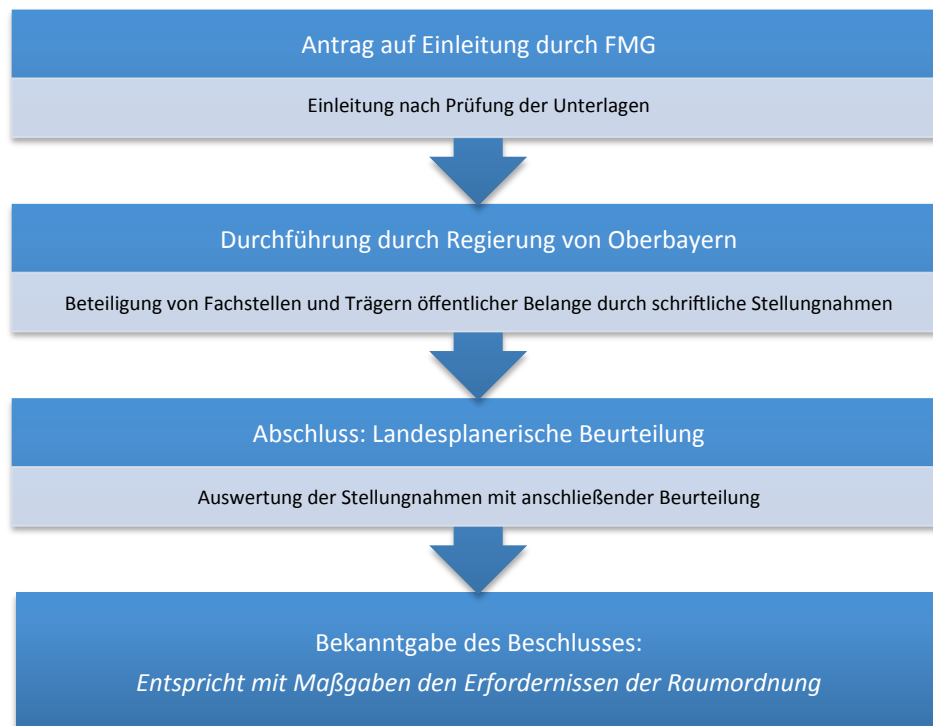 Antrag auf Einleitung durch FMG
Einleitung nach Prüfung der Unterlagen
Durchführung durch Regierung von Oberbayern
Beteiligung von Fachstellen und Trägern öffentlicher Belange durch schriftliche Stellungnahmen
Abschluss: Landesplanerische Beurteilung
Auswertung der Stellungnahmen mit anschließender Beurteilung
Bekanntgabe des Beschlusses:
Entspricht mit Maßgaben den Erfordernissen der Raumordnung